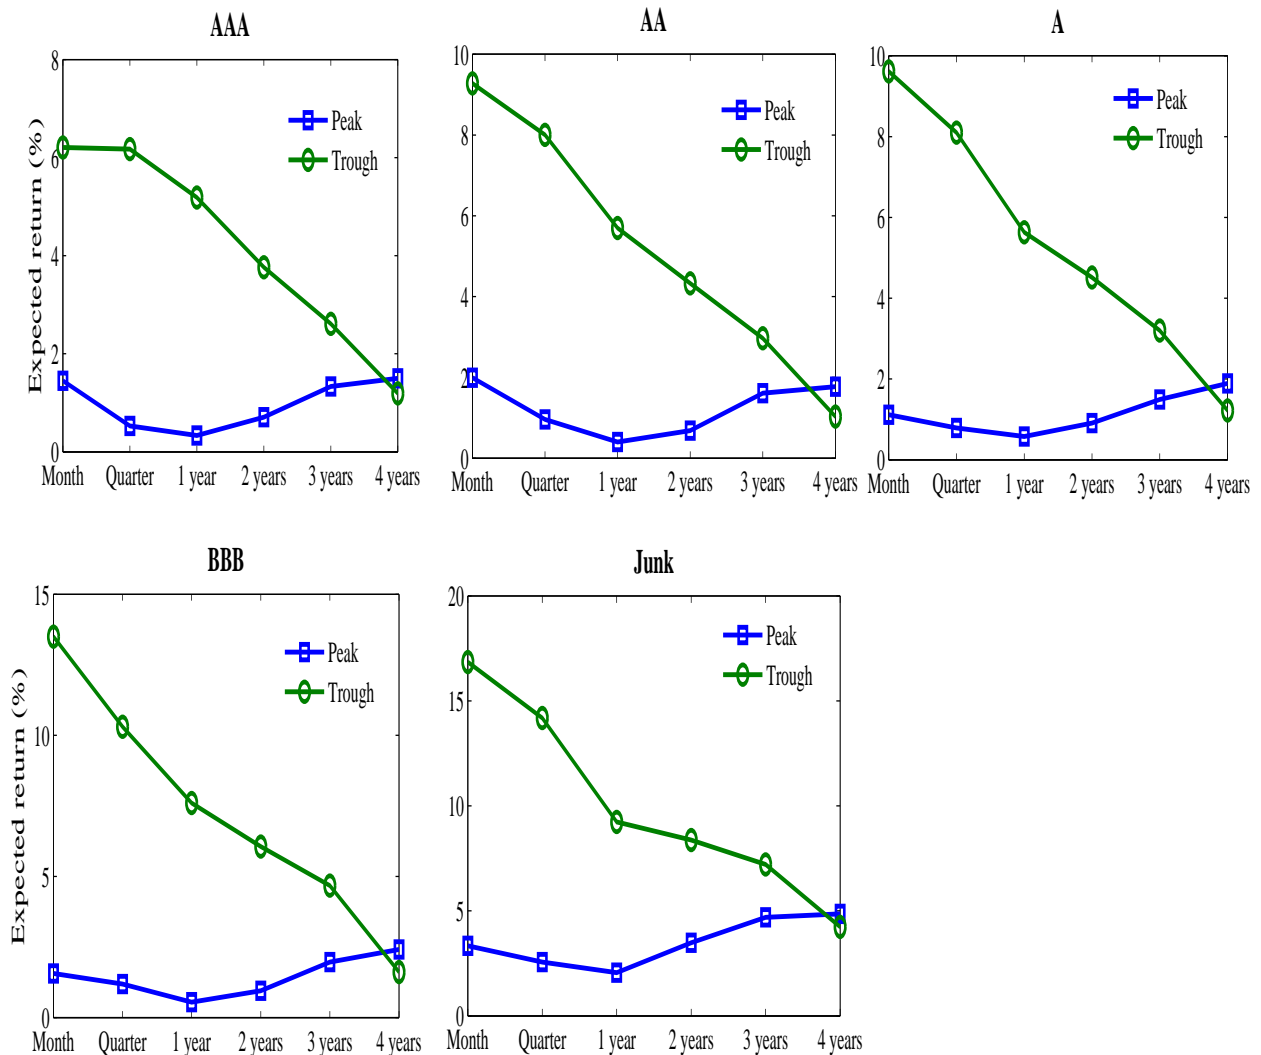 AAA
Expected return (%)
8
6
4
2
0
Peak
Trough
Month Quarter 1 year 2 years 3 years 4 years
AA
10
8
6
4
2
0
Peak
Trough
Month Quarter 1 year 2 years 3 years 4 years
A
10
8
6
4
2
0
Peak
Trough
Month Quarter 1 year 2 years 3 years 4 years
BBB
Expected return (%)
15
10
5
0
Peak
Trough
Month Quarter 1 year 2 years 3 years 4 years
Junk
20
15
10
5
0
Peak
Trough
Month Quarter 1 year 2 years 3 years 4 years